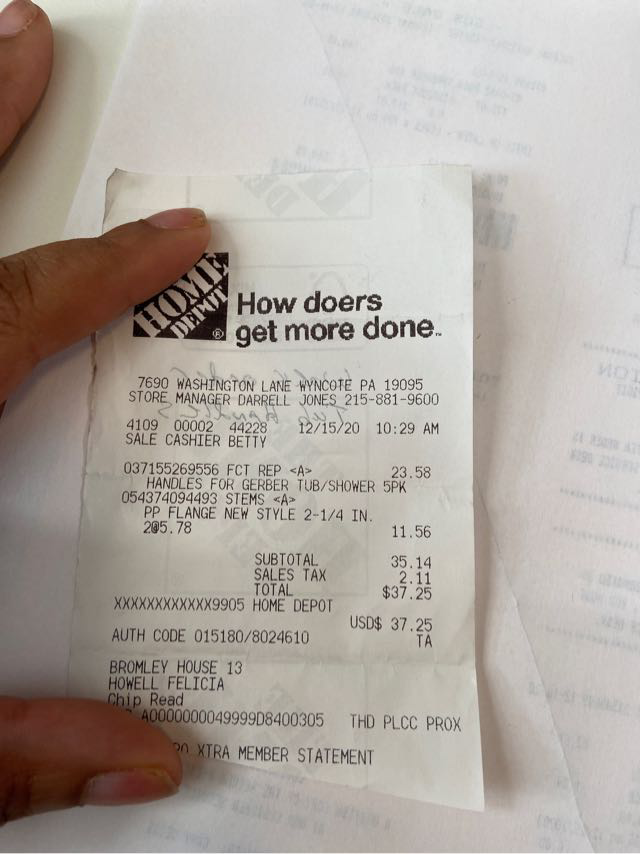 HOME DEPOT
How doers
get more done.
7690 WASHINGTON LANE WYNCOTE PA 19095
STORE MANAGER DARRELL JONES 215-881-9600
4109 00002 44228 12/15/20 10:29 AM
SALE CASHIER BETTY
037155269556 FCT REP <A> 23.58
HANDLES FOR GERBER TUB/SHOWER 5PK
054374094493 STEMS <A>
PP FLANGE NEW STYLE 2-1/4 IN.
2@5.78 11.56
SUBTOTAL 35.14
SALES TAX 2.11
TOTAL $37.25
XXXXXXXXXXXX9905 HOME DEPOT
USD$ 37.25
AUTH CODE 015180/8024610 TA
BROMLEY HOUSE 13
HOWELL FELICIA
Chip Read
A0000000049999D8400305 THD PLCC PROX
XTRA MEMBER STATEMENT